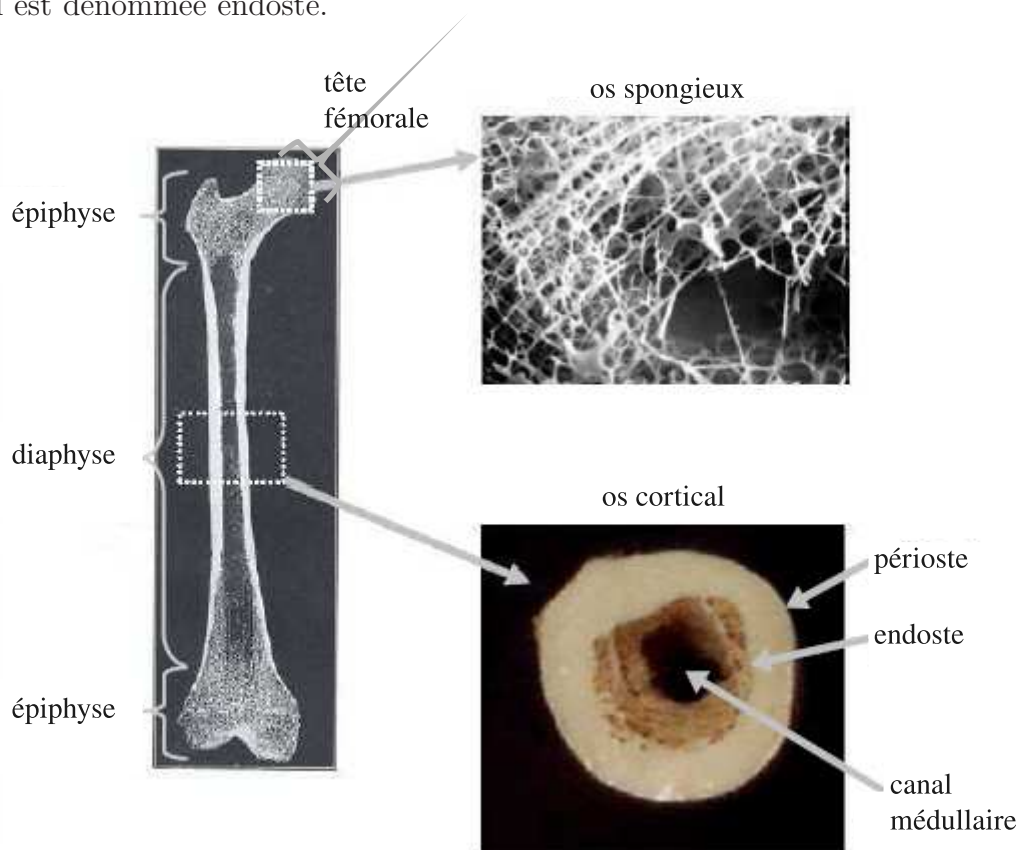 est dénommée endoste.
tête
fémorale
os spongieux
épiphyse
diaphyse
os cortical
périoste
endoste
épiphyse
canal
médullaire